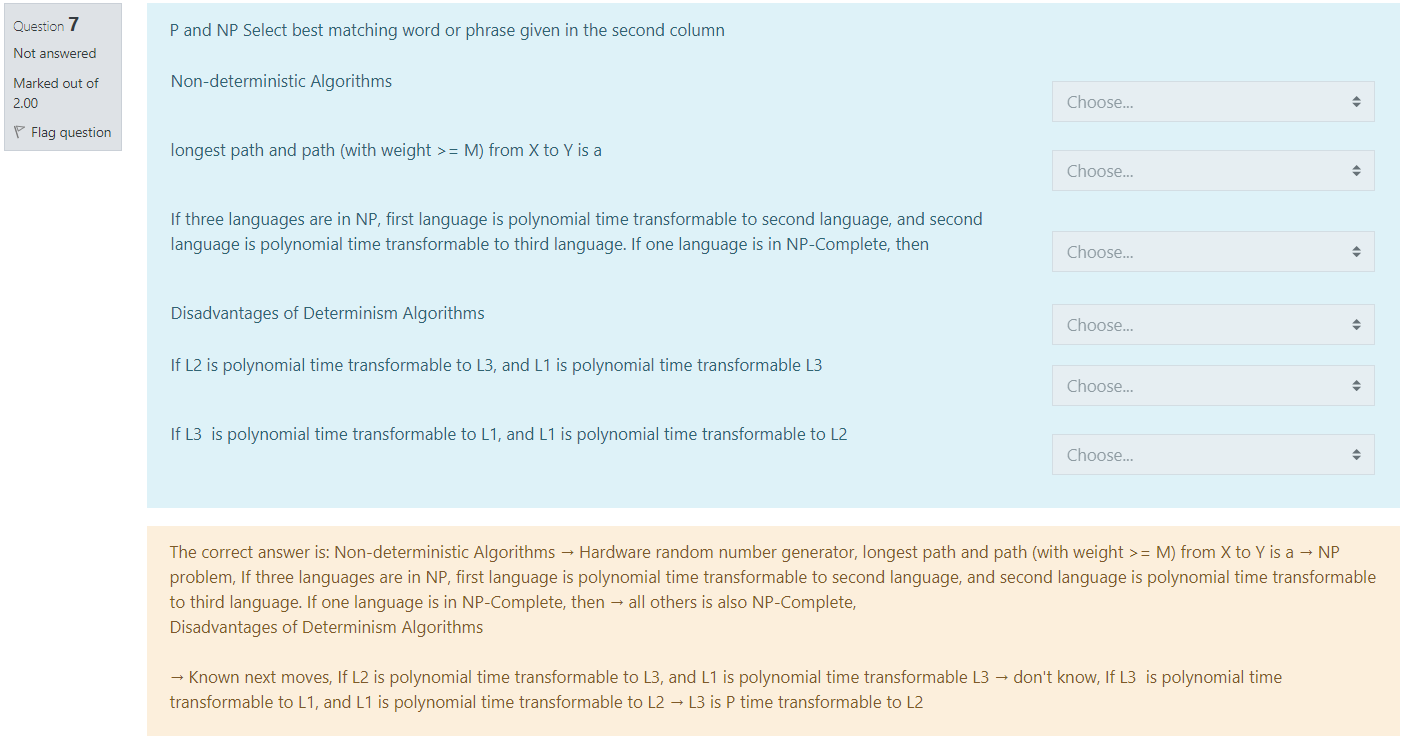 Question 7
Not answered
Marked out of
2.00
Flag question
P and NP Select best matching word or phrase given in the second column
Non-deterministic Algorithms
Choose...
longest path and path (with weight >= M) from X to Y is a
Choose...
If three languages are in NP, first language is polynomial time transformable to second language, and second
language is polynomial time transformable to third language. If one language is in NP-Complete, then
Choose...
Disadvantages of Determinism Algorithms
Choose...
If L2 is polynomial time transformable to L3, and L1 is polynomial time transformable L3
Choose...
If L3  is polynomial time transformable to L1, and L1 is polynomial time transformable to L2
Choose...
The correct answer is: Non-deterministic Algorithms → Hardware random number generator, longest path and path (with weight >= M) from X to Y is a → NP
problem, If three languages are in NP, first language is polynomial time transformable to second language, and second language is polynomial time transformable
to third language. If one language is in NP-Complete, then → all others is also NP-Complete,
Disadvantages of Determinism Algorithms
→ Known next moves, If L2 is polynomial time transformable to L3, and L1 is polynomial time transformable L3 → don't know, If L3  is polynomial time
transformable to L1, and L1 is polynomial time transformable to L2 → L3 is P time transformable to L2